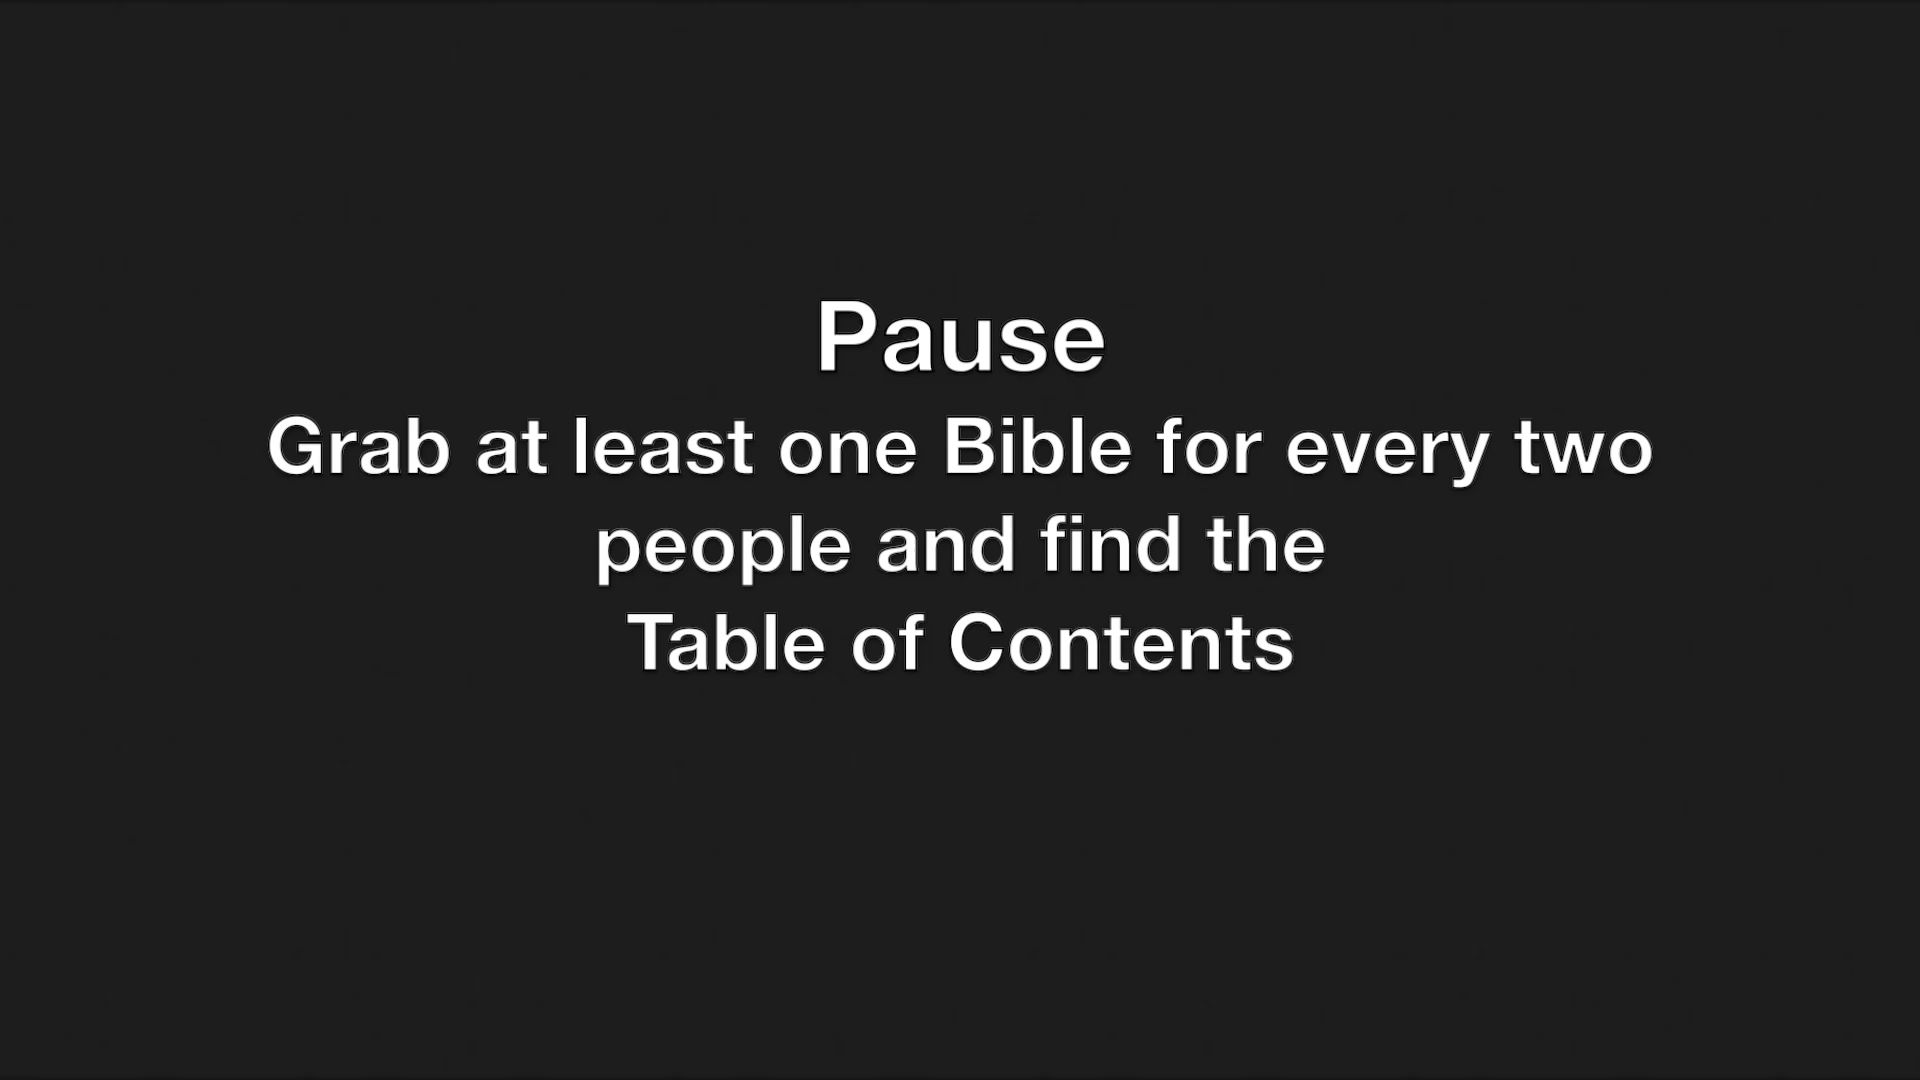 Pause
Grab at least one Bible for every two
people and find the
Table of Contents